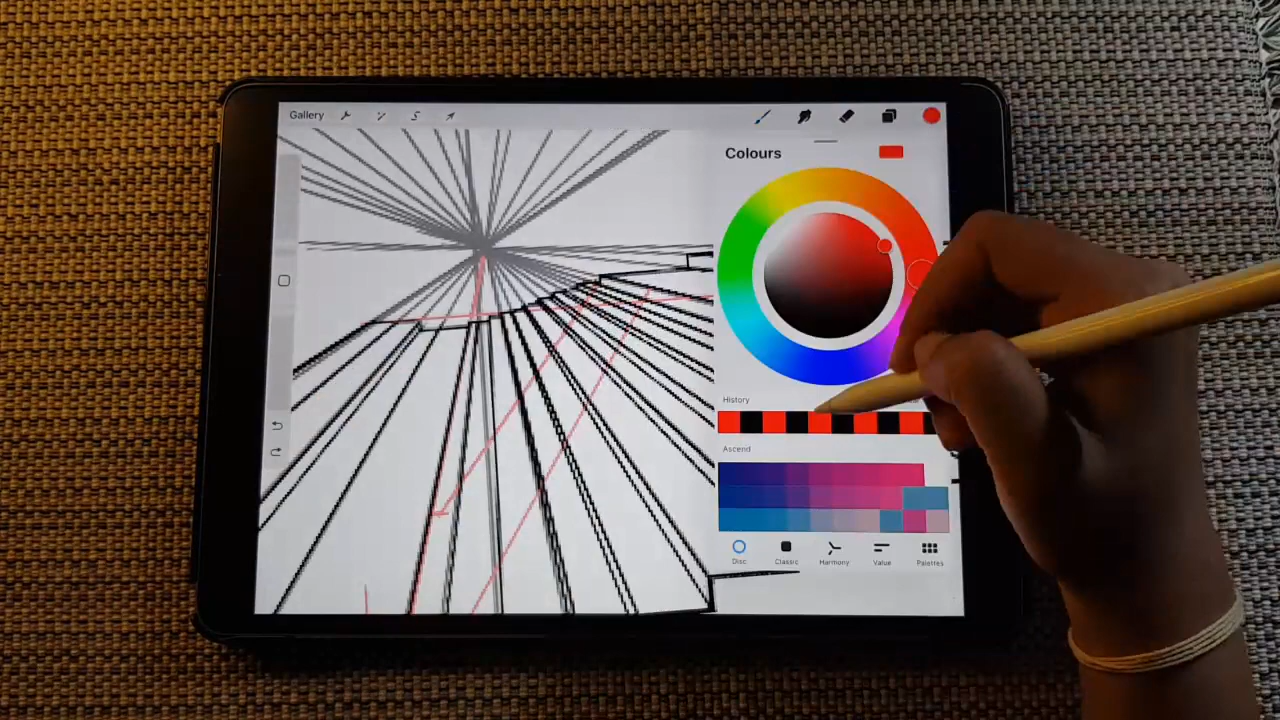 Gallery
Colours
History
Ascend
Disc Classic Harmony Value Palettes